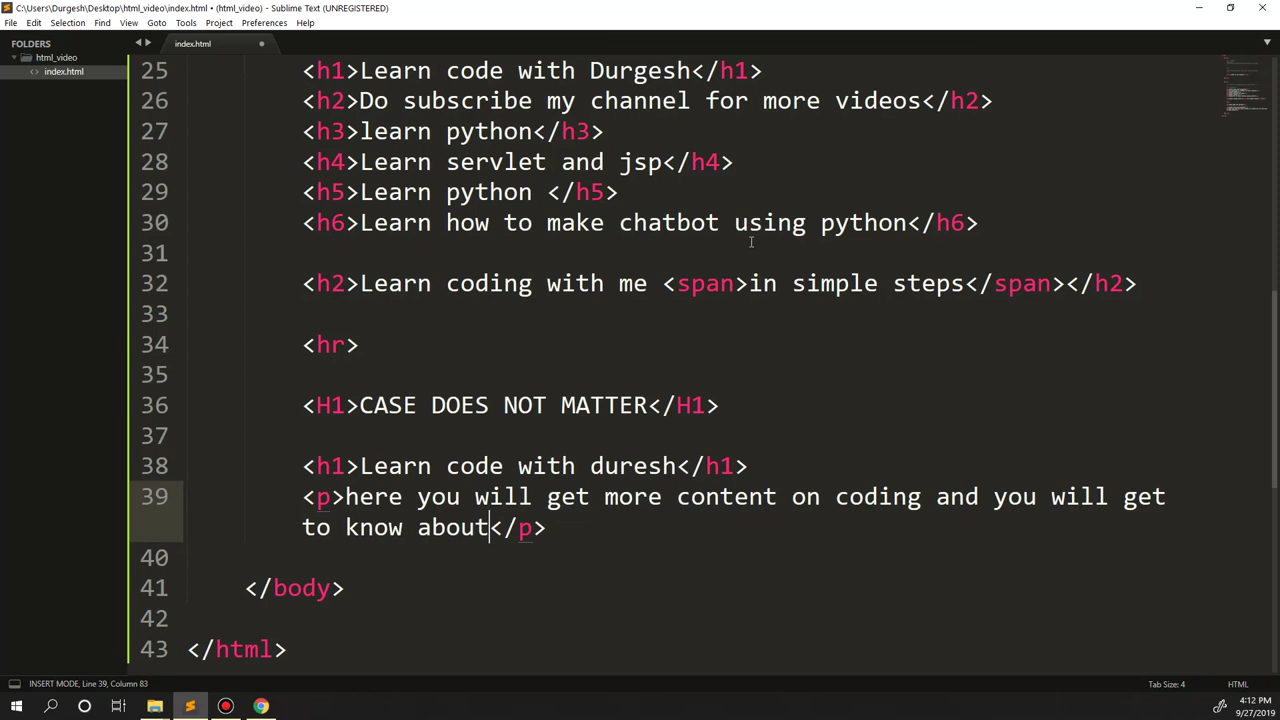 C:\Users\Durgesh\Desktop\html_video\index.html • (html_video) - Sublime Text (UNREGISTERED)
File Edit Selection Find View Goto Tools Project Preferences Help
FOLDERS
html_video
index.html
index.html
25 <h1>Learn code with Durgesh</h1>
26 <h2>Do subscribe my channel for more videos</h2>
27 <h3>learn python</h3>
28 <h4>Learn servlet and jsp</h4>
29 <h5>Learn python </h5>
30 <h6>Learn how to make chatbot using python</h6>
31
32 <h2>Learn coding with me <span>in simple steps</span></h2>
33
34 <hr>
35
36 <H1>CASE DOES NOT MATTER</H1>
37
38 <h1>Learn code with duresh</h1>
39 <p>here you will get more content on coding and you will get
to know about</p>
40
41 </body>
42
43 </html>
INSERT MODE, Line 39, Column 83
Tab Size: 4
HTML
4:12 PM
9/27/2019